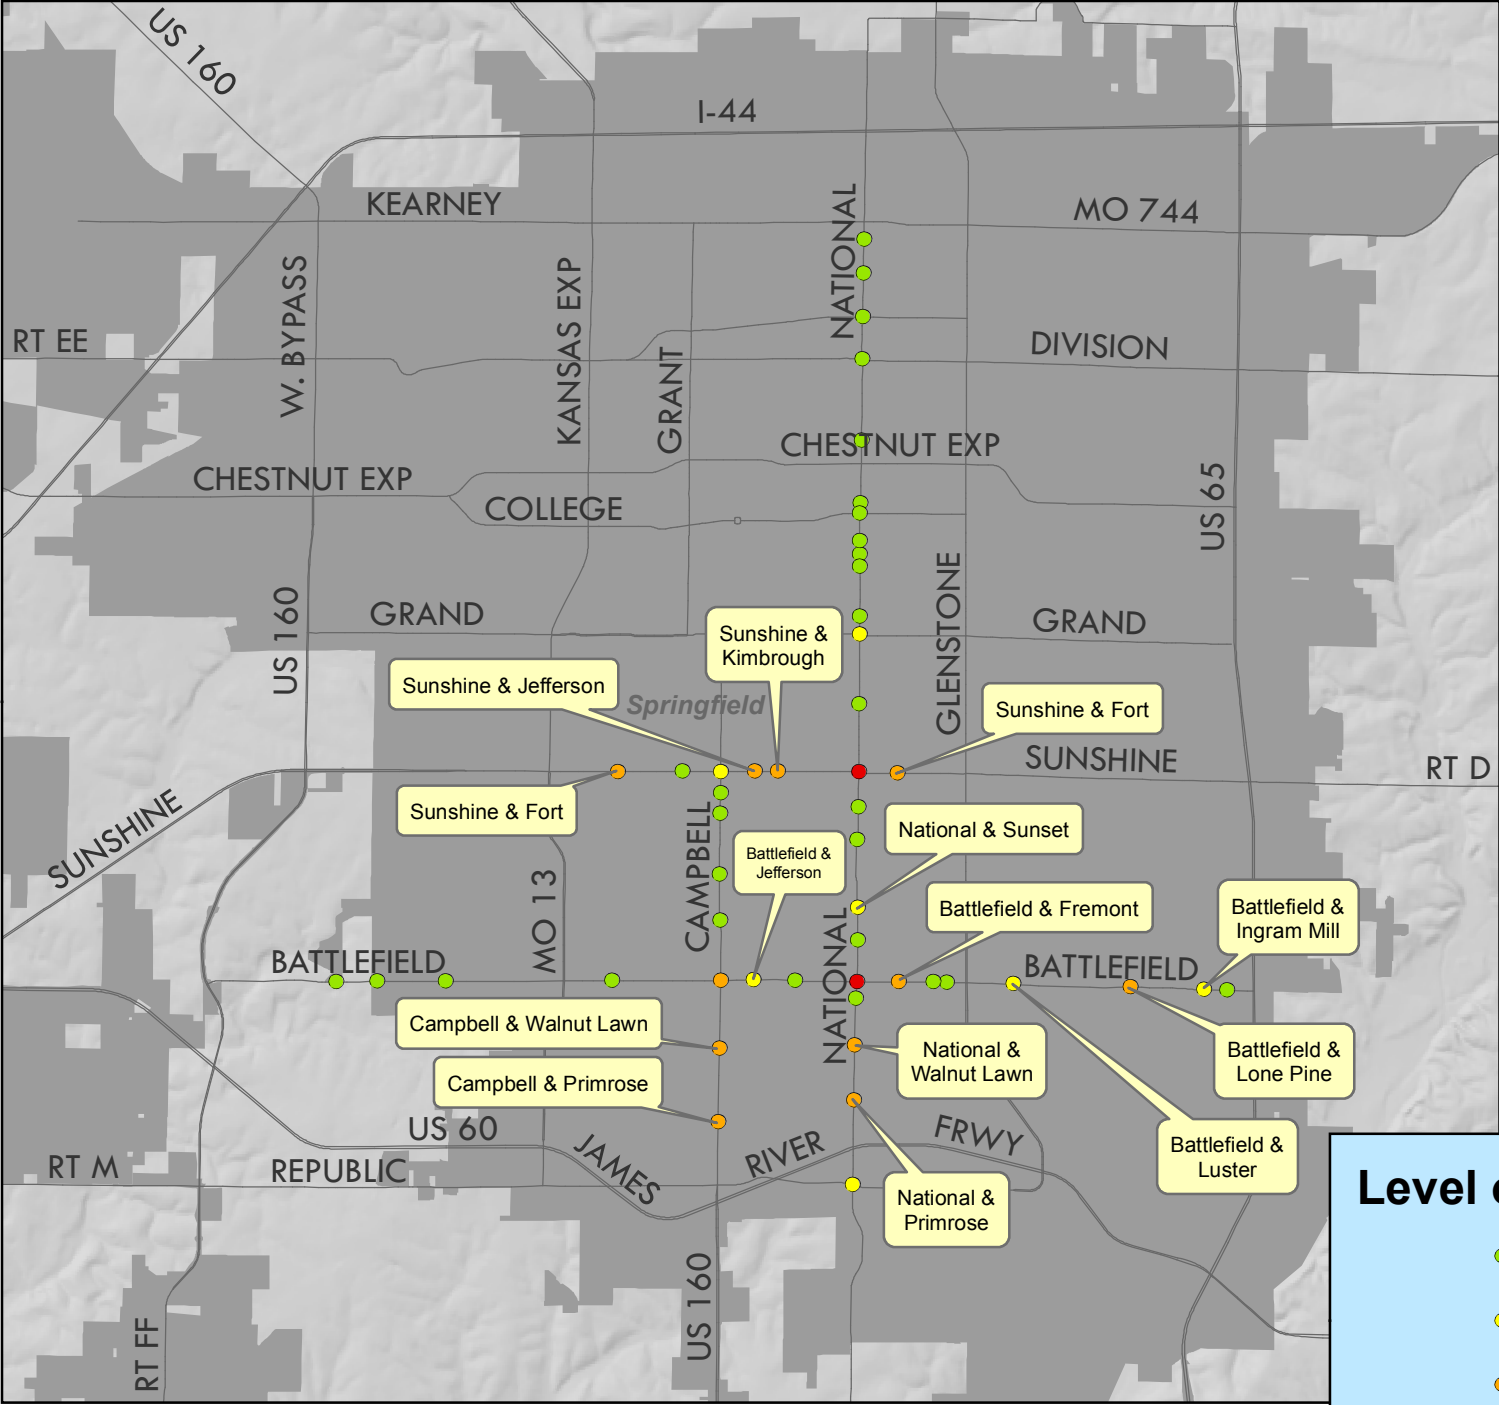 US 160
I-44
KEARNEY
MO 744
NATIONAL
W. BYPASS
KANSAS EXP
RT EE
DIVISION
GRANT
CHESTNUT EXP
CHESTNUT EXP
COLLEGE
US 65
GLENSTONE
US 160
GRAND
GRAND
Sunshine &
Kimbrough
Sunshine & Jefferson
Springfield
Sunshine & Fort
SUNSHINE
RT D
SUNSHINE
Sunshine & Fort
CAMPBELL
National & Sunset
Battlefield &
Jefferson
MO 13
Battlefield & Fremont
Battlefield &
Ingram Mill
BATTLEFIELD
NATIONAL
BATTLEFIELD
Campbell & Walnut Lawn
National &
Walnut Lawn
Battlefield &
Lone Pine
Campbell & Primrose
US 60
JAMES
RIVER
FRWY
Battlefield &
Luster
RT M
REPUBLIC
National &
Primrose
Level
US 160
RT FF